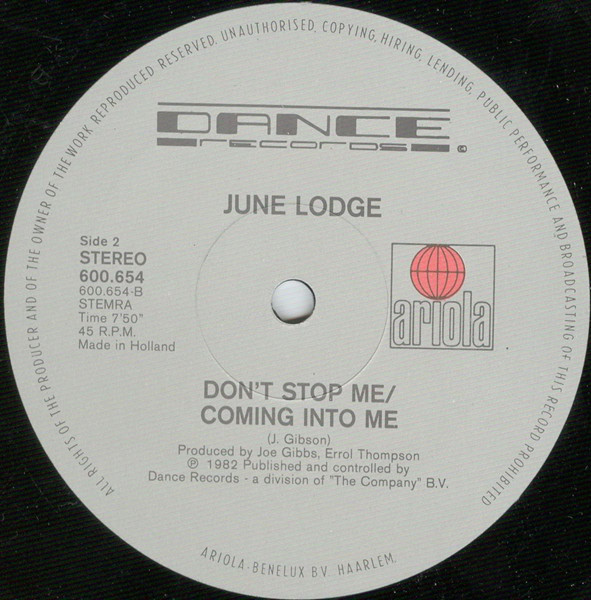 ALL RIGHTS OF THE PRODUCER AND OF THE OWNER OF THE WORK REPRODUCED RESERVED. UNAUTHORISED, COPYING, HIRING, LENDING, PUBLIC PERFORMANCE AND BROADCASTING OF THIS RECORD PROHIBITED
DANCE
records ©
JUNE LODGE
Side 2
STEREO
600.654
600.654-B
STEMRA
Time 7'50"
45 R.P.M.
Made in Holland
ariola
DON'T STOP ME/
COMING INTO ME
(J. Gibson)
Produced by Joe Gibbs, Errol Thompson
℗ 1982 Published and controlled by
Dance Records - a division of "The Company" B.V.
ARIOLA-BENELUX B.V. HAARLEM.